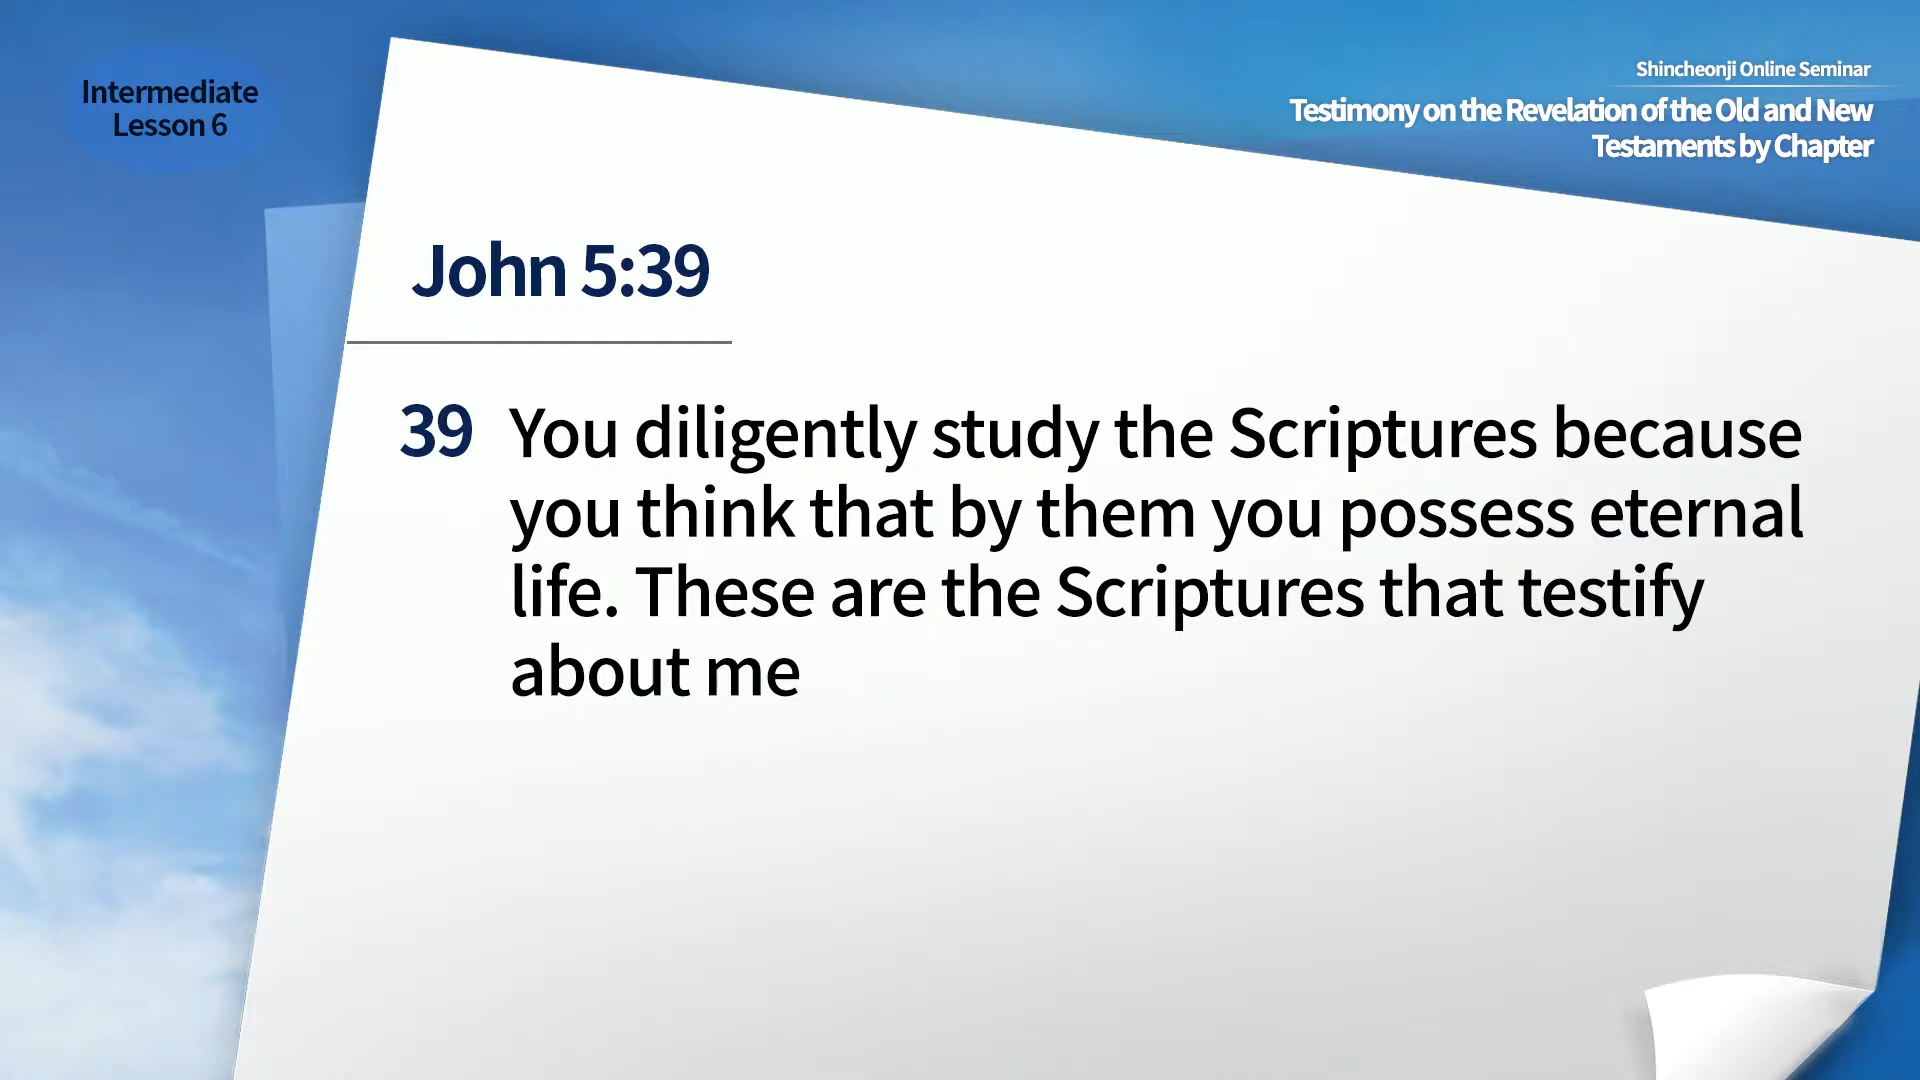 Intermediate
Lesson 6
Shincheonji Online Seminar
Testimony on the Revelation of the Old and New
Testaments by Chapter
John 5:39
39 You diligently study the Scriptures because
you think that by them you possess eternal
life. These are the Scriptures that testify
about me